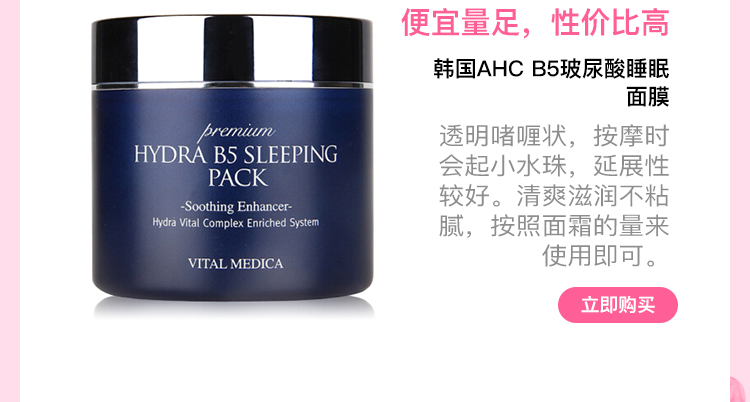 便宜量足，性价比高
韩国AHC B5玻尿酸睡眠
面膜
透明啫喱状，按摩时
会起小水珠，延展性
较好。清爽滋润不粘
腻，按照面霜的量来
使用即可。
立即购买
premium
HYDRA B5 SLEEPING
PACK
-Soothing Enhancer-
Hydra Vital Complex Enriched System
VITAL MEDICA